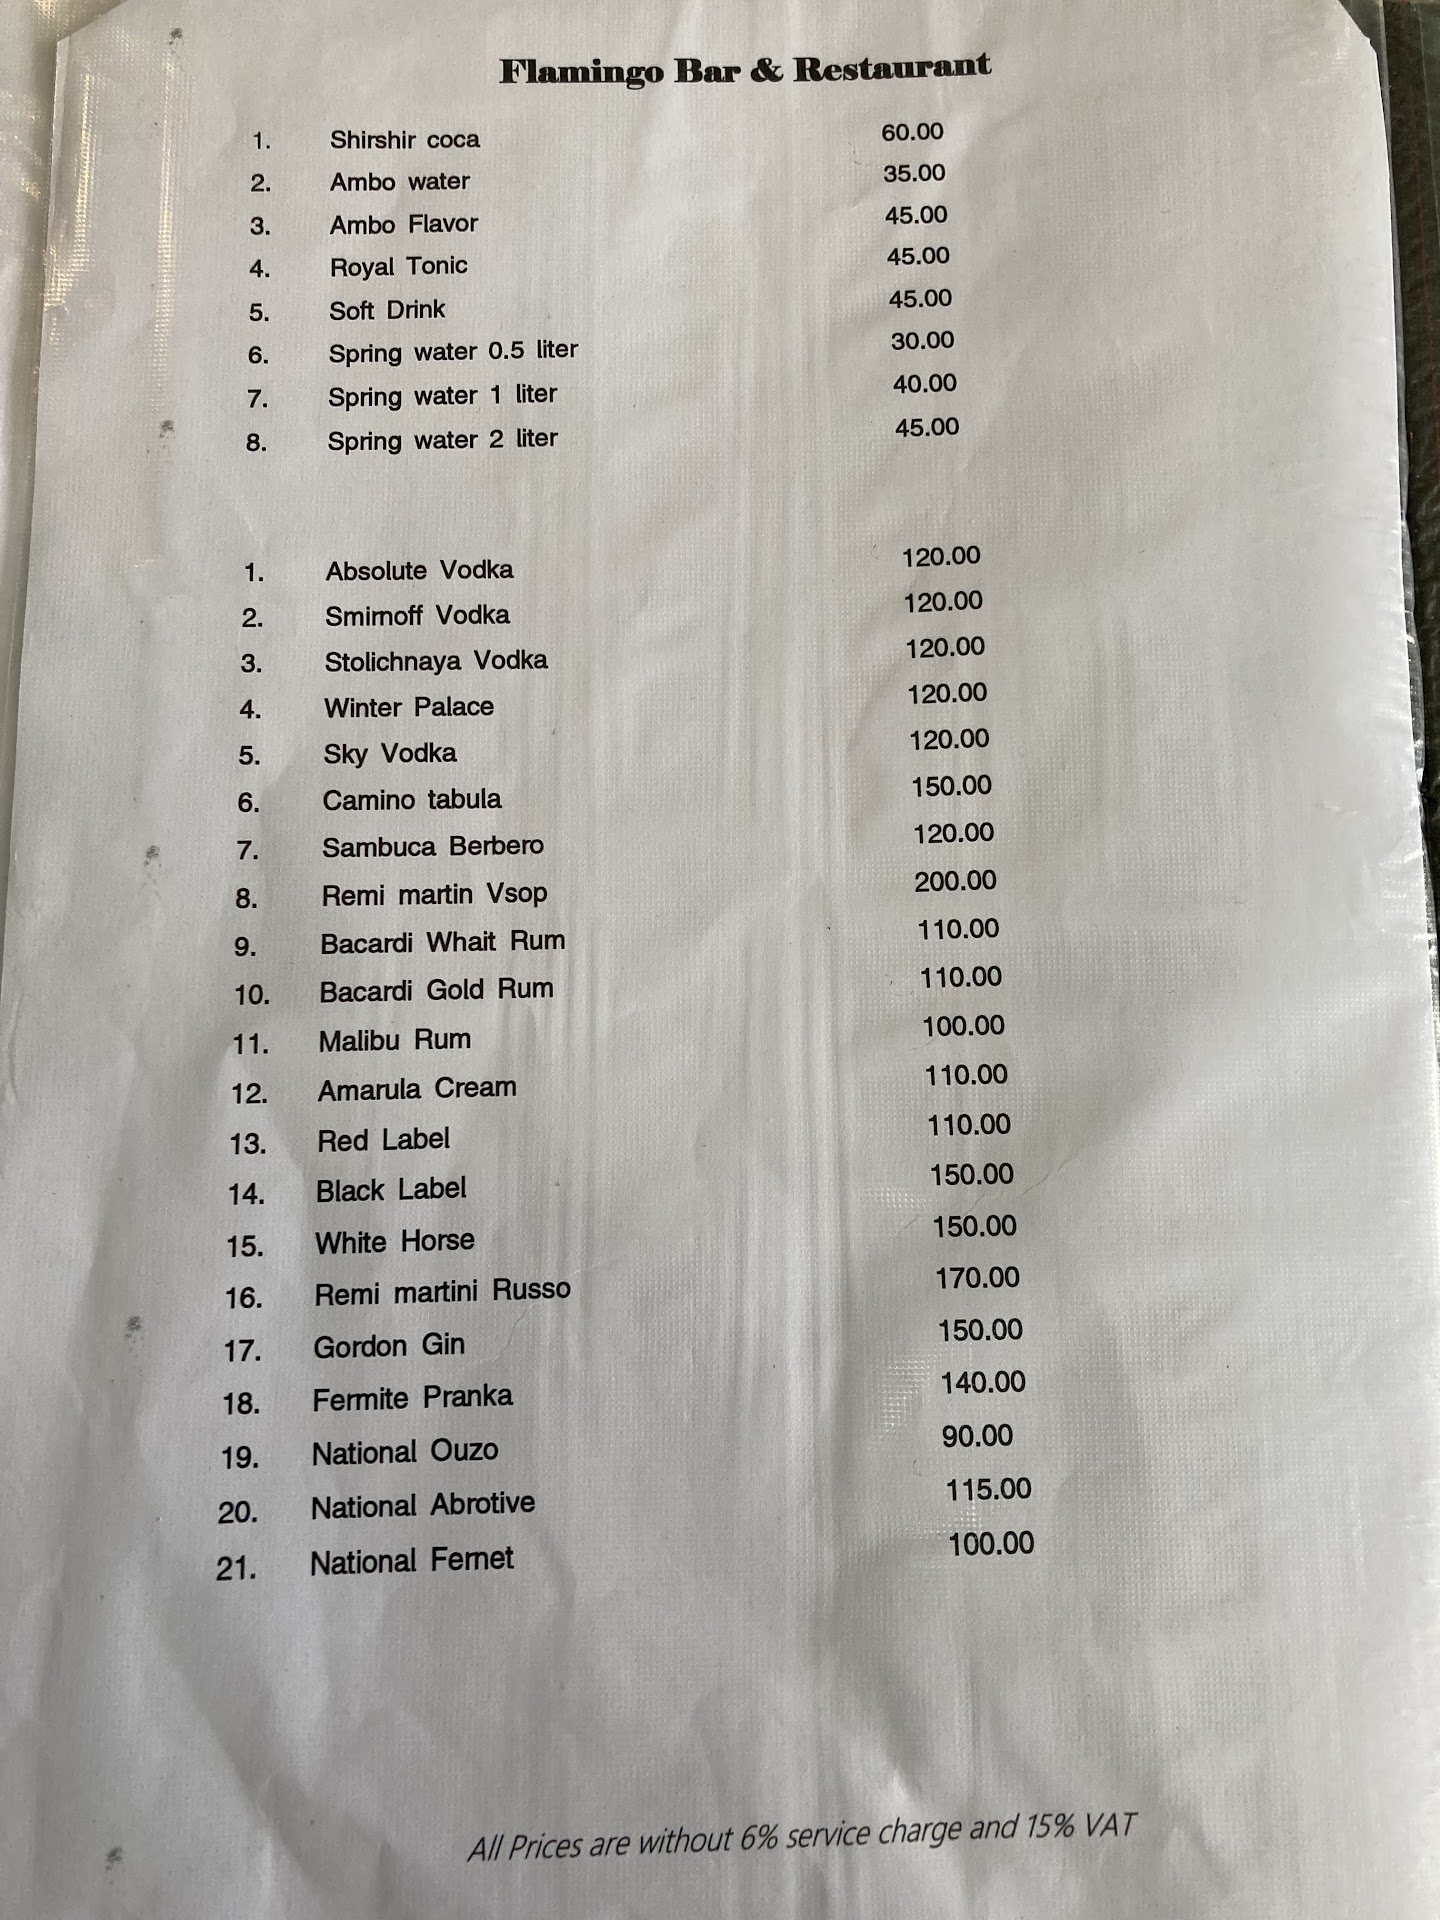 Flamingo Bar & Restaurant
1. Shirshir coca 60.00
2. Ambo water 35.00
3. Ambo Flavor 45.00
4. Royal Tonic 45.00
5. Soft Drink 45.00
6. Spring water 0.5 liter 30.00
7. Spring water 1 liter 40.00
8. Spring water 2 liter 45.00
1. Absolute Vodka 120.00
2. Smirnoff Vodka 120.00
3. Stolichnaya Vodka 120.00
4. Winter Palace 120.00
5. Sky Vodka 120.00
6. Camino tabula 150.00
7. Sambuca Berbero 120.00
8. Remi martin Vsop 200.00
9. Bacardi Whait Rum 110.00
10. Bacardi Gold Rum 110.00
11. Malibu Rum 100.00
12. Amarula Cream 110.00
13. Red Label 110.00
14. Black Label 150.00
15. White Horse 150.00
16. Remi martini Russo 170.00
17. Gordon Gin 150.00
18. Fermite Pranka 140.00
19. National Ouzo 90.00
20. National Abrotive 115.00
21. National Fernet 100.00
All Prices are without 6% service charge and 15% VAT